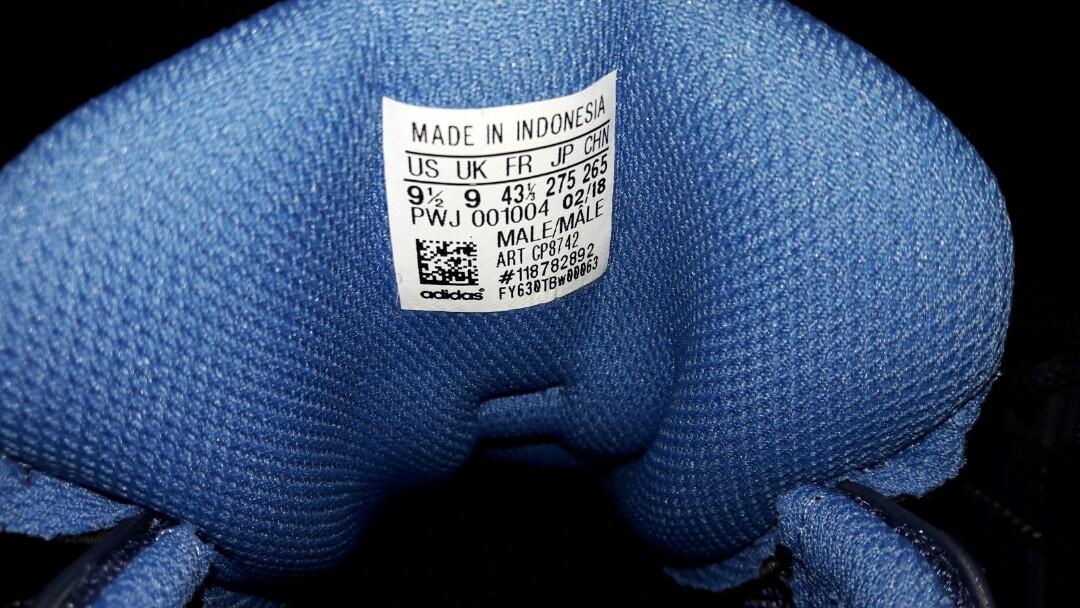 MADE IN INDONESIA
US UK FR JP CHN
9½ 9 43⅓ 275 265
PWJ 001004 02/18
MALE/MÂLE
ART CP8742
#118782892
FY630TBW00063
adidas